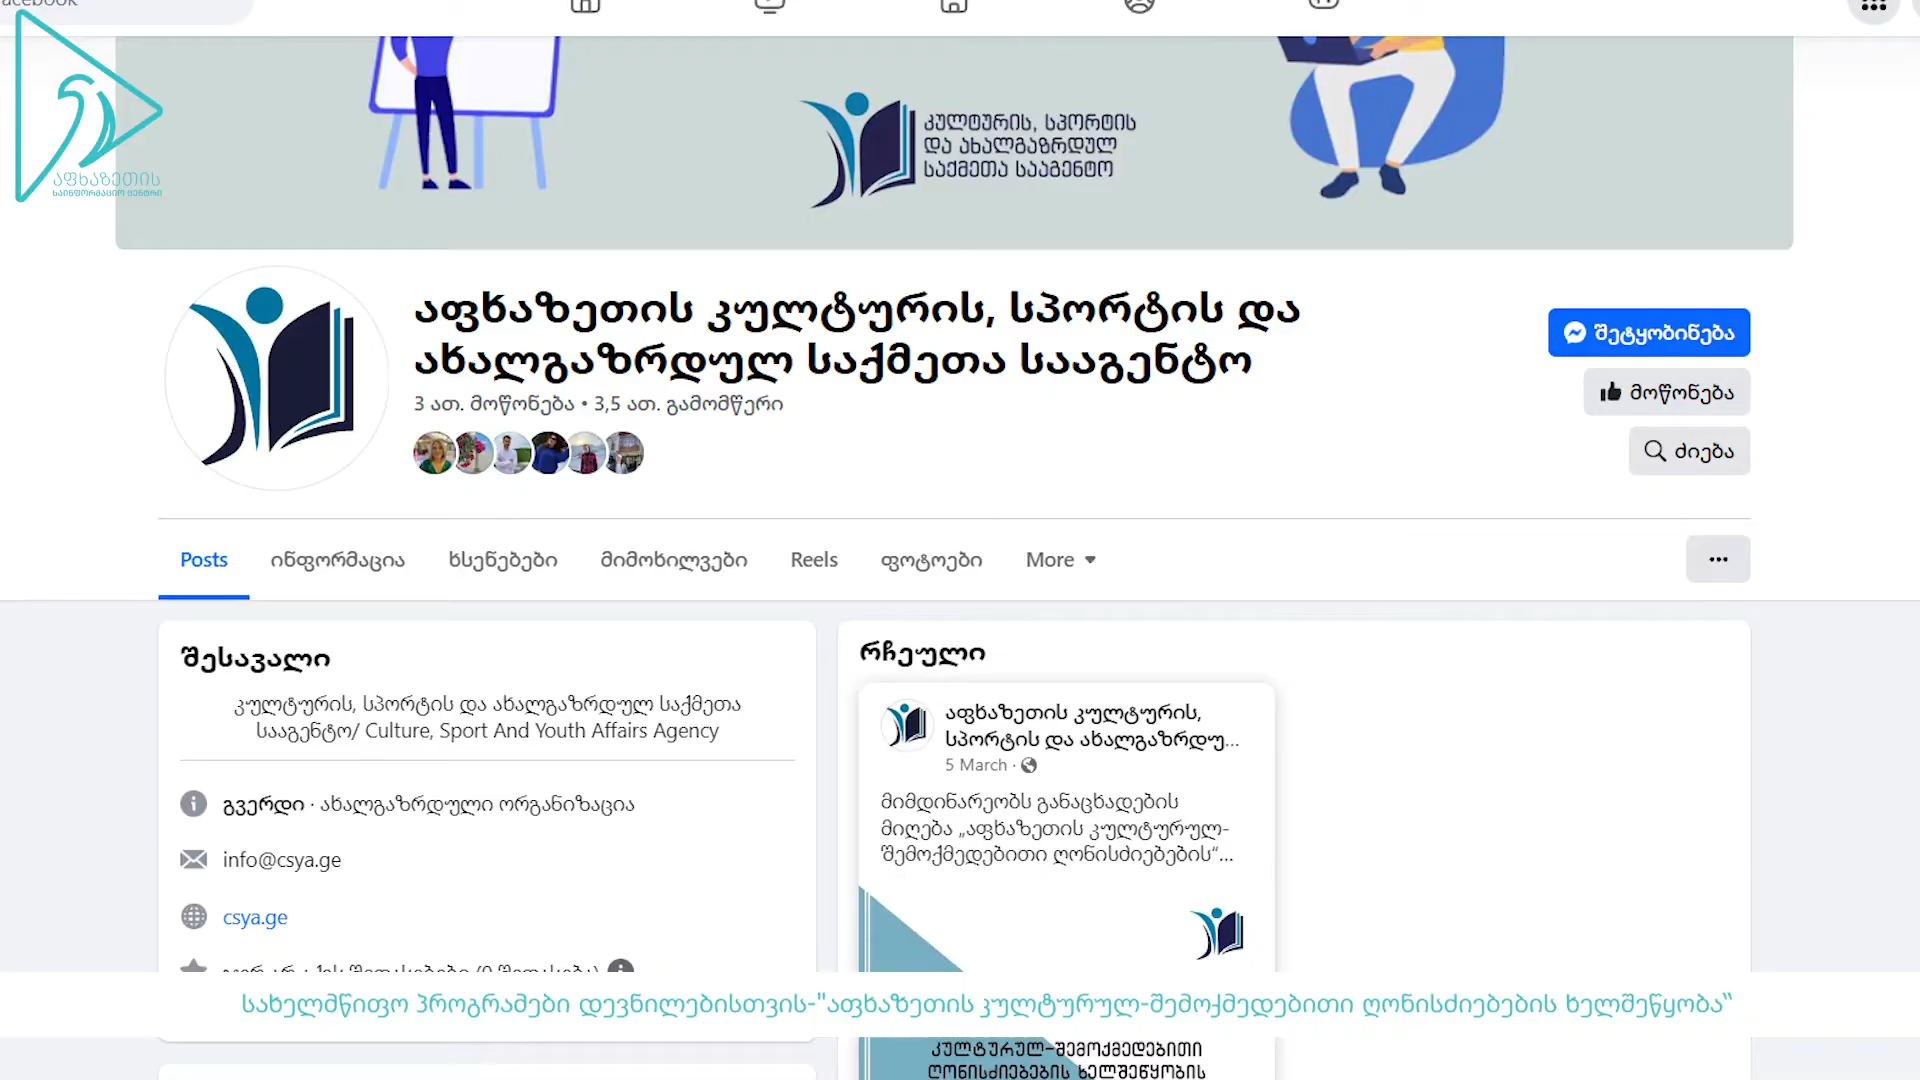 კულტურის, სპორტის
და ახალგაზრდულ
საქმეთა სააგენტო
აფხაზეთის
საინფორმაციო ცენტრი
აფხაზეთის კულტურის, სპორტის და
ახალგაზრდულ საქმეთა სააგენტო
3 ათ. მოწონება • 3,5 ათ. გამომწერი
შეტყობინება
მოწონება
ძიება
Posts ინფორმაცია ხსენებები მიმოხილვები Reels ფოტოები More
შესავალი
კულტურის, სპორტის და ახალგაზრდულ საქმეთა
სააგენტო/ Culture, Sport And Youth Affairs Agency
გვერდი · ახალგაზრდული ორგანიზაცია
info@csya.ge
csya.ge
რჩეული
აფხაზეთის კულტურის,
სპორტის და ახალგაზრდუ...
5 March ·
მიმდინარეობს განაცხადების
მიღება „აფხაზეთის კულტურულ-
შემოქმედებითი ღონისძიებების“...
სახელმწიფო პროგრამები დევნილებისთვის-"აფხაზეთის კულტურულ-შემოქმედებითი ღონისძიებების ხელშეწყობა“
კულტურულ-შემოქმედებითი
ღონისძიებების ხელშეწყობის